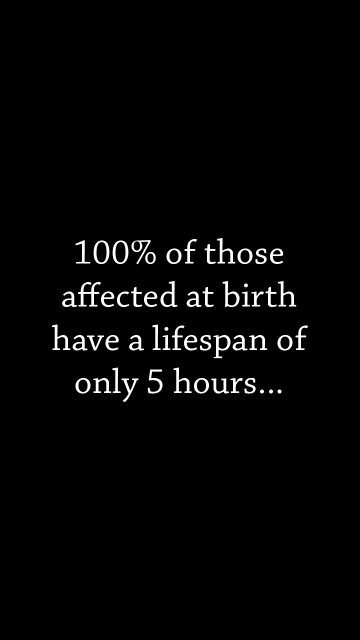 100% of those
affected at birth
have a lifespan of
only 5 hours...